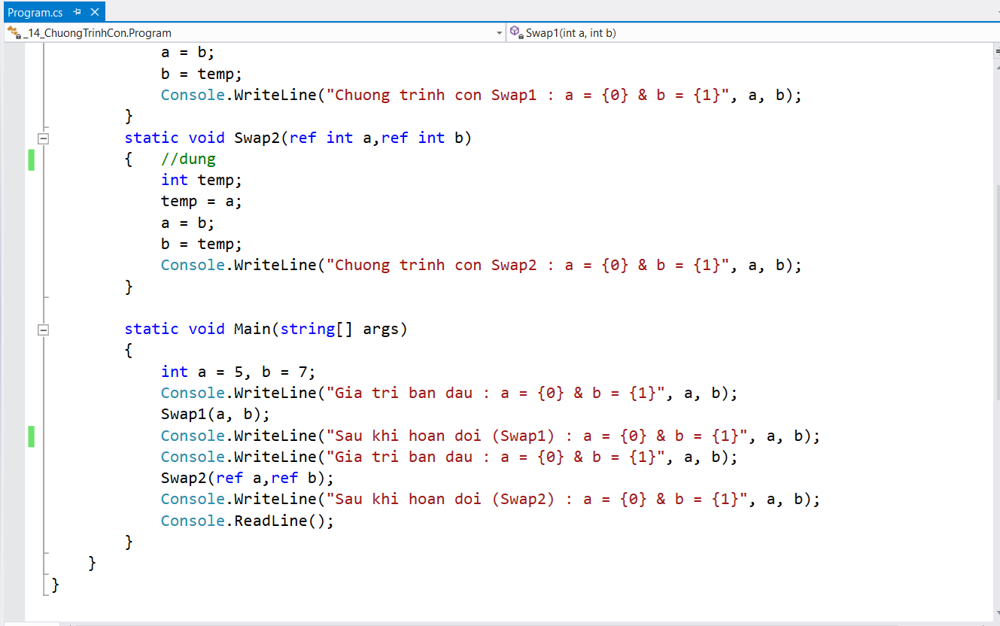 Program.cs
_14_ChuongTrinhCon.Program
Swap1(int a, int b)
a = b;
b = temp;
Console.WriteLine("Chuong trinh con Swap1 : a = {0} & b = {1}", a, b);
}
static void Swap2(ref int a,ref int b)
{   //dung
int temp;
temp = a;
a = b;
b = temp;
Console.WriteLine("Chuong trinh con Swap2 : a = {0} & b = {1}", a, b);
}
static void Main(string[] args)
{
int a = 5, b = 7;
Console.WriteLine("Gia tri ban dau : a = {0} & b = {1}", a, b);
Swap1(a, b);
Console.WriteLine("Sau khi hoan doi (Swap1) : a = {0} & b = {1}", a, b);
Console.WriteLine("Gia tri ban dau : a = {0} & b = {1}", a, b);
Swap2(ref a,ref b);
Console.WriteLine("Sau khi hoan doi (Swap2) : a = {0} & b = {1}", a, b);
Console.ReadLine();
}
}
}